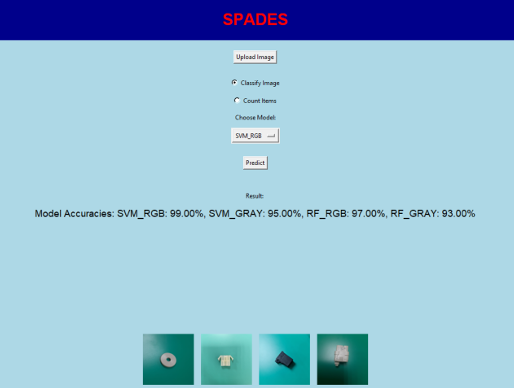 SPADES
Upload Image
Classify Image
Count Items
Choose Model:
SVM_RGB
Predict
Result:
Model Accuracies: SVM_RGB: 99.00%, SVM_GRAY: 95.00%, RF_RGB: 97.00%, RF_GRAY: 93.00%